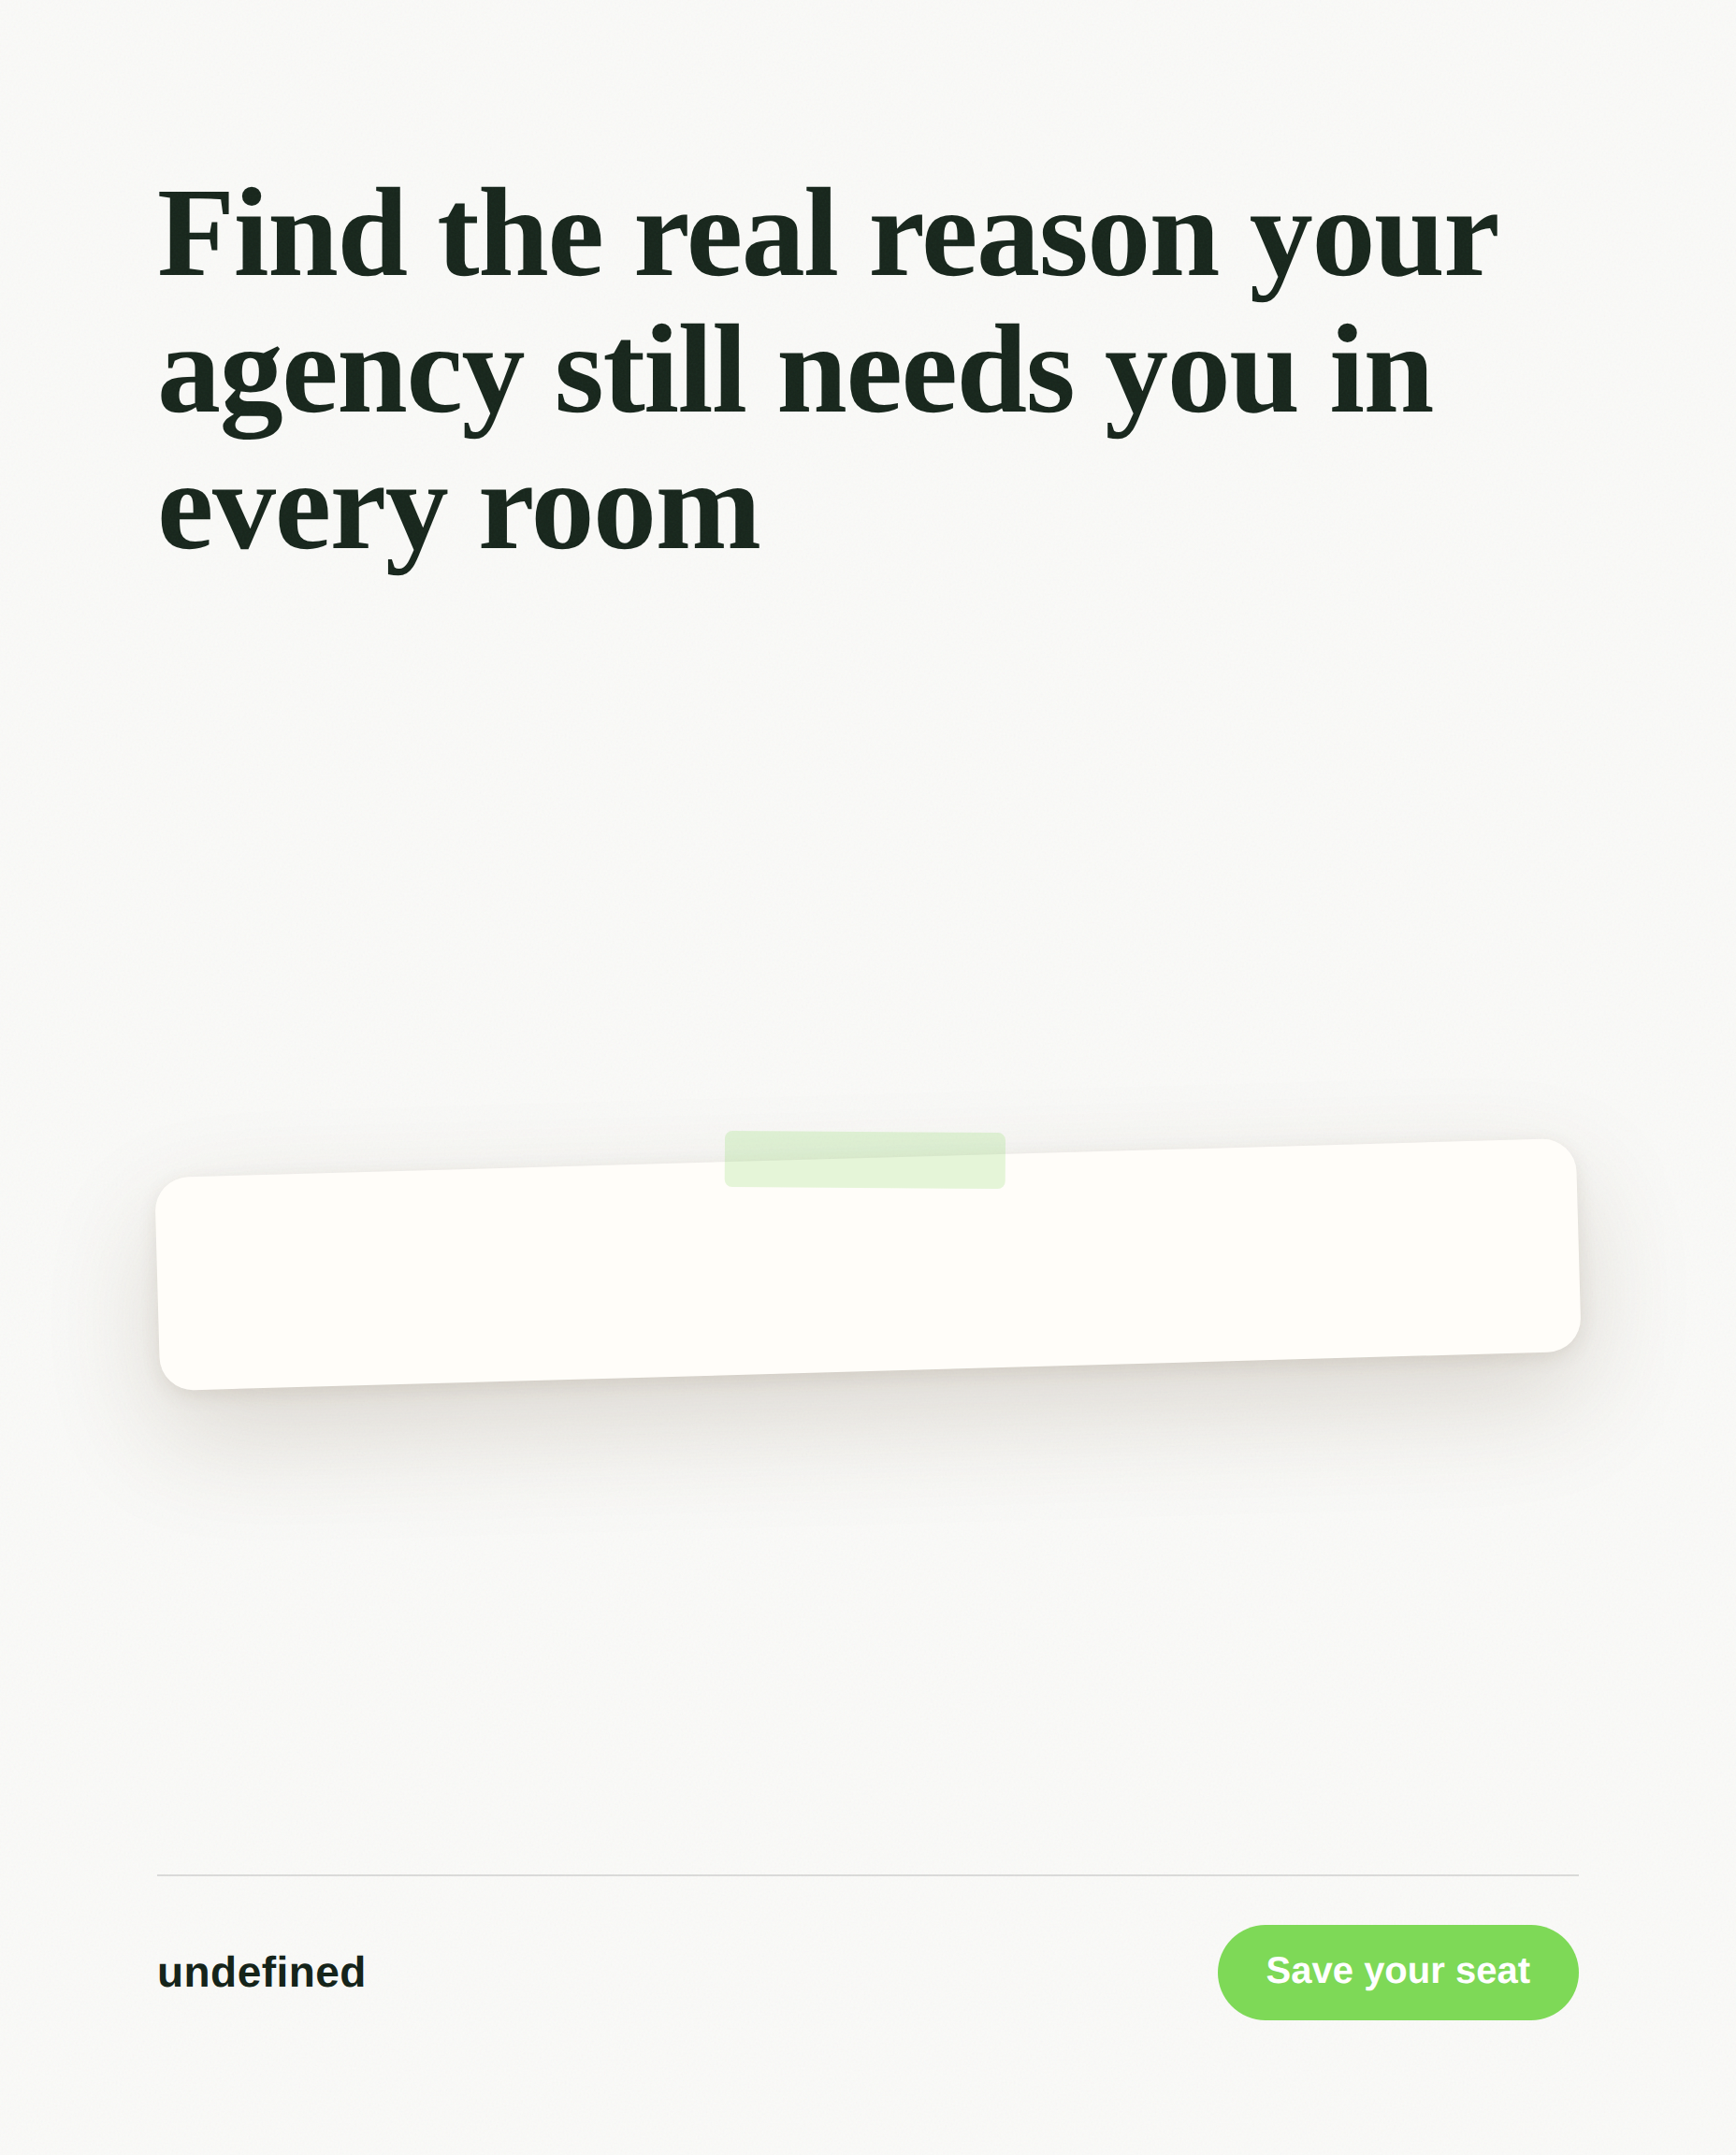 Find the real reason your
agency still needs you in
every room
undefined
Save your seat